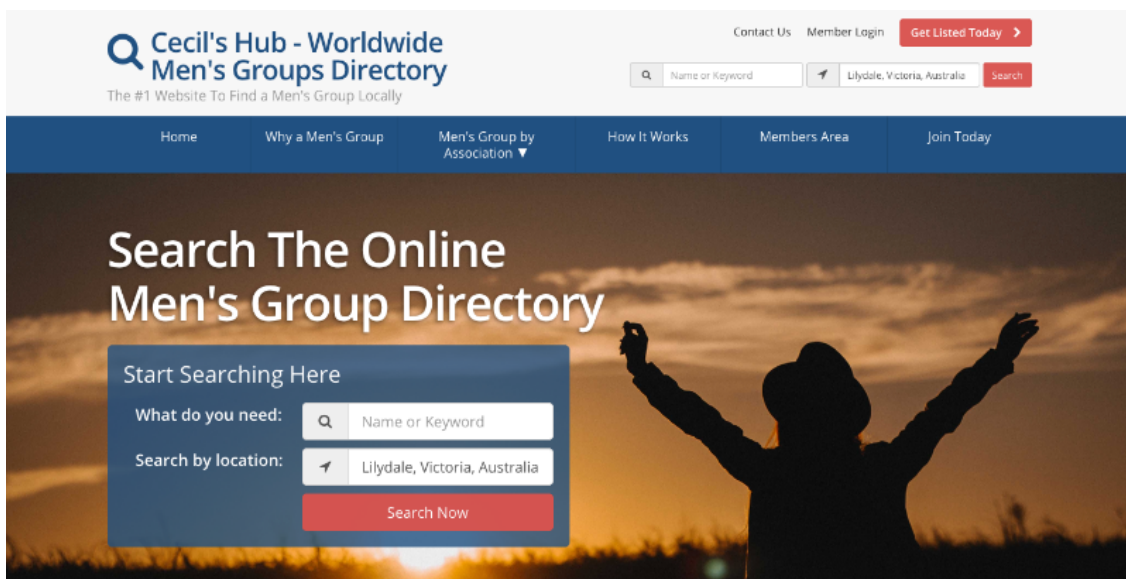 Cecil's Hub - Worldwide
Men's Groups Directory
The #1 Website To Find a Men's Group Locally
Contact Us Member Login Get Listed Today
Name or Keyword Lilydale, Victoria, Australia Search
Home Why a Men's Group Men's Group by How It Works Members Area Join Today
Association ▼
Search The Online
Men's Group Directory
Start Searching Here
What do you need: Name or Keyword
Search by location: Lilydale, Victoria, Australia
Search Now